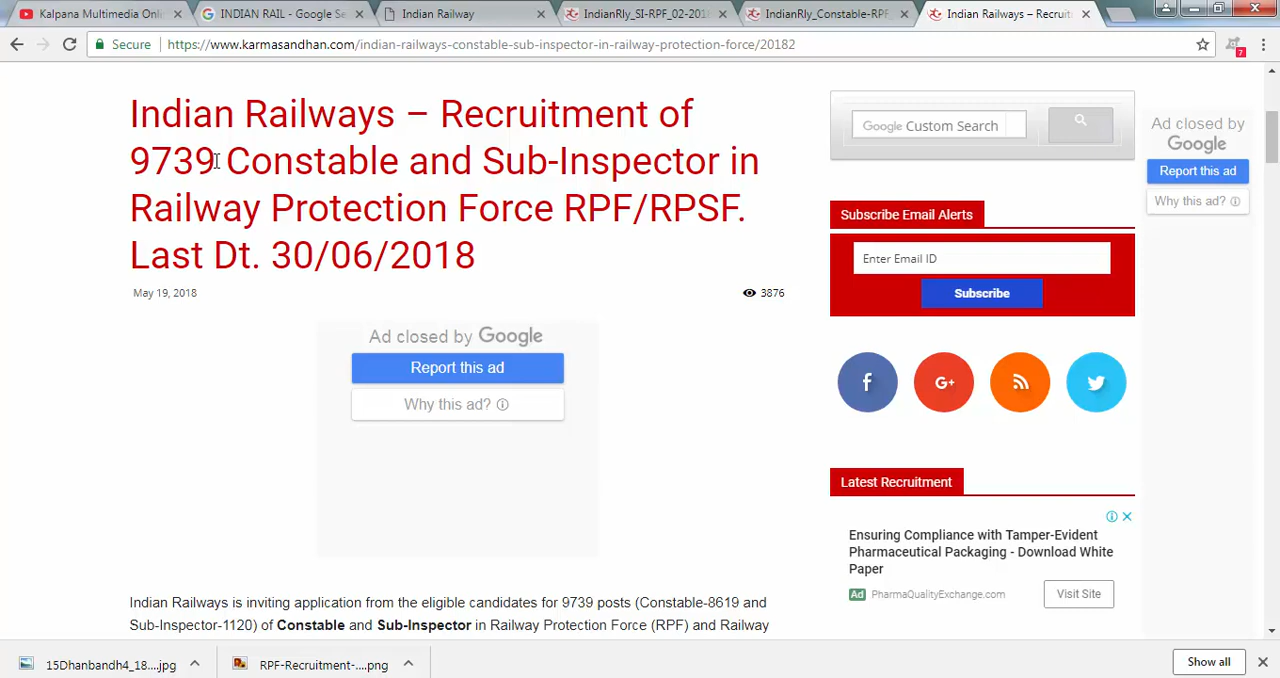 Kalpana Multimedia Onl
INDIAN RAIL - Google Se
Indian Railway
IndianRly_SI-RPF_02-201
IndianRly_Constable-RPF_
Indian Railways – Recruit
Secure
https://www.karmasandhan.com/indian-railways-constable-sub-inspector-in-railway-protection-force/20182
7
Indian Railways – Recruitment of
9739 Constable and Sub-Inspector in
Railway Protection Force RPF/RPSF.
Last Dt. 30/06/2018
May 19, 2018
3876
Ad closed by Google
Report this ad
Why this ad?
Indian Railways is inviting application from the eligible candidates for 9739 posts (Constable-8619 and
Sub-Inspector-1120) of Constable and Sub-Inspector in Railway Protection Force (RPF) and Railway
Google Custom Search
Subscribe Email Alerts
Enter Email ID
Subscribe
f
G+
Latest Recruitment
Ensuring Compliance with Tamper-Evident
Pharmaceutical Packaging - Download White
Paper
Ad PharmaQualityExchange.com
Visit Site
Ad closed by
Google
Report this ad
Why this ad?
15Dhanbandh4_18....jpg
RPF-Recruitment-....png
Show all